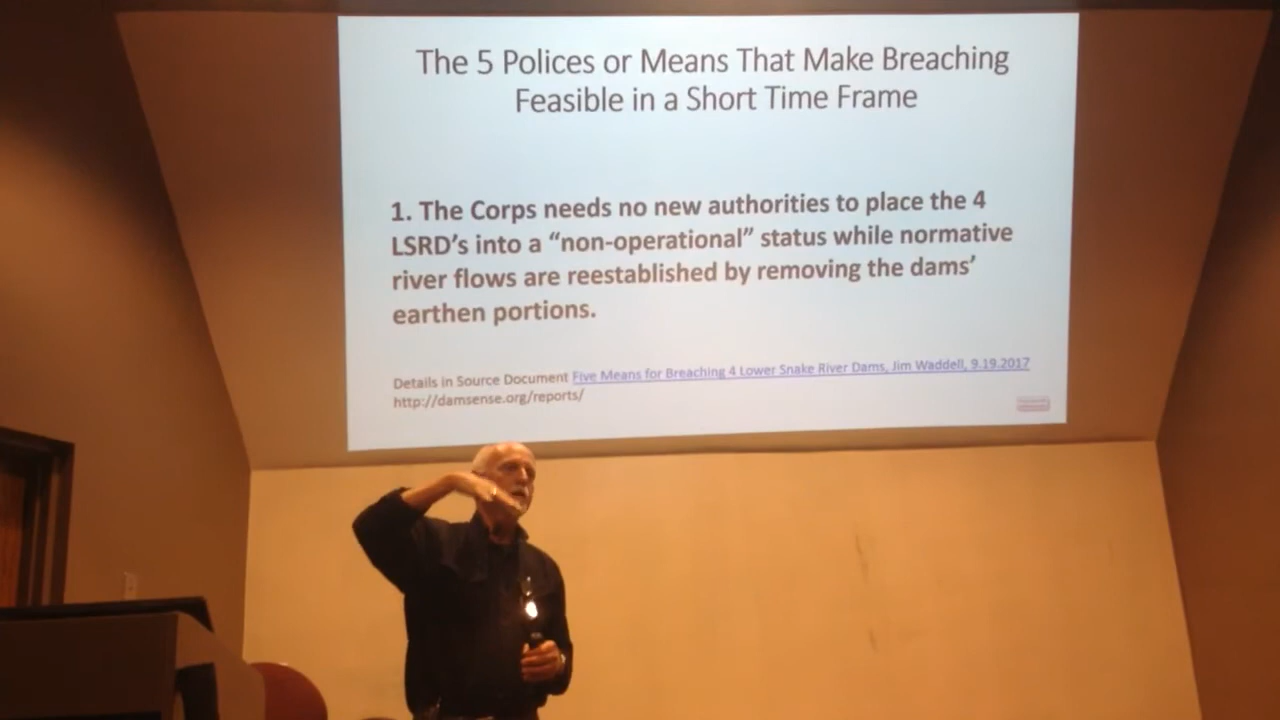 The 5 Polices or Means That Make Breaching
Feasible in a Short Time Frame
1. The Corps needs no new authorities to place the 4
LSRD’s into a “non-operational” status while normative
river flows are reestablished by removing the dams’
earthen portions.
Details in Source Document Five Means for Breaching 4 Lower Snake River Dams, Jim Waddell, 9.19.2017
http://damsense.org/reports/